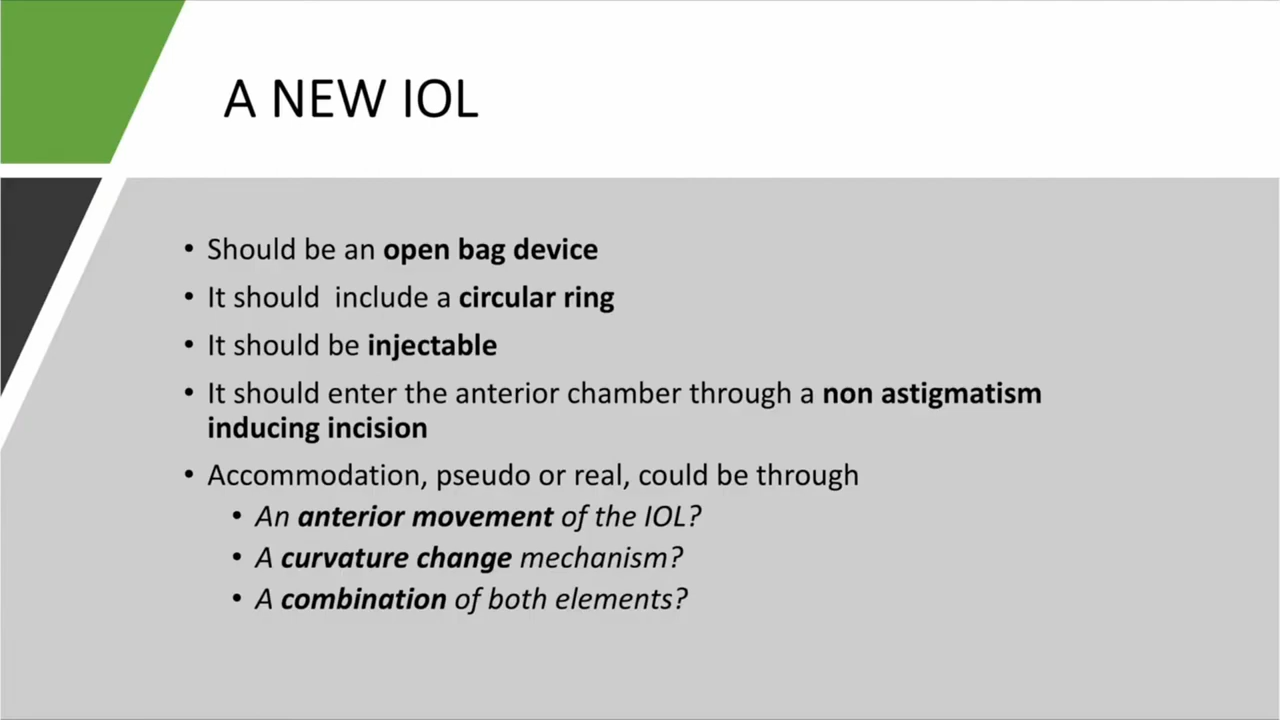 A NEW IOL
• Should be an open bag device
• It should  include a circular ring
• It should be injectable
• It should enter the anterior chamber through a non astigmatism
inducing incision
• Accommodation, pseudo or real, could be through
• An anterior movement of the IOL?
• A curvature change mechanism?
• A combination of both elements?